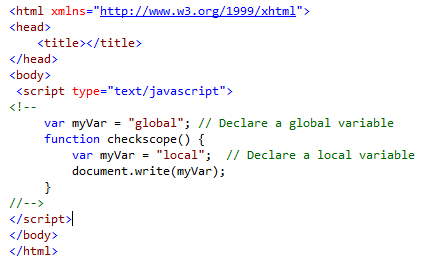 <html xmlns="http://www.w3.org/1999/xhtml">
<head>
    <title></title>
</head>
<body>
 <script type="text/javascript">
<!--
     var myVar = "global"; // Declare a global variable
     function checkscope() {
         var myVar = "local";  // Declare a local variable
         document.write(myVar);
     }
//-->
</script>
</body>
</html>